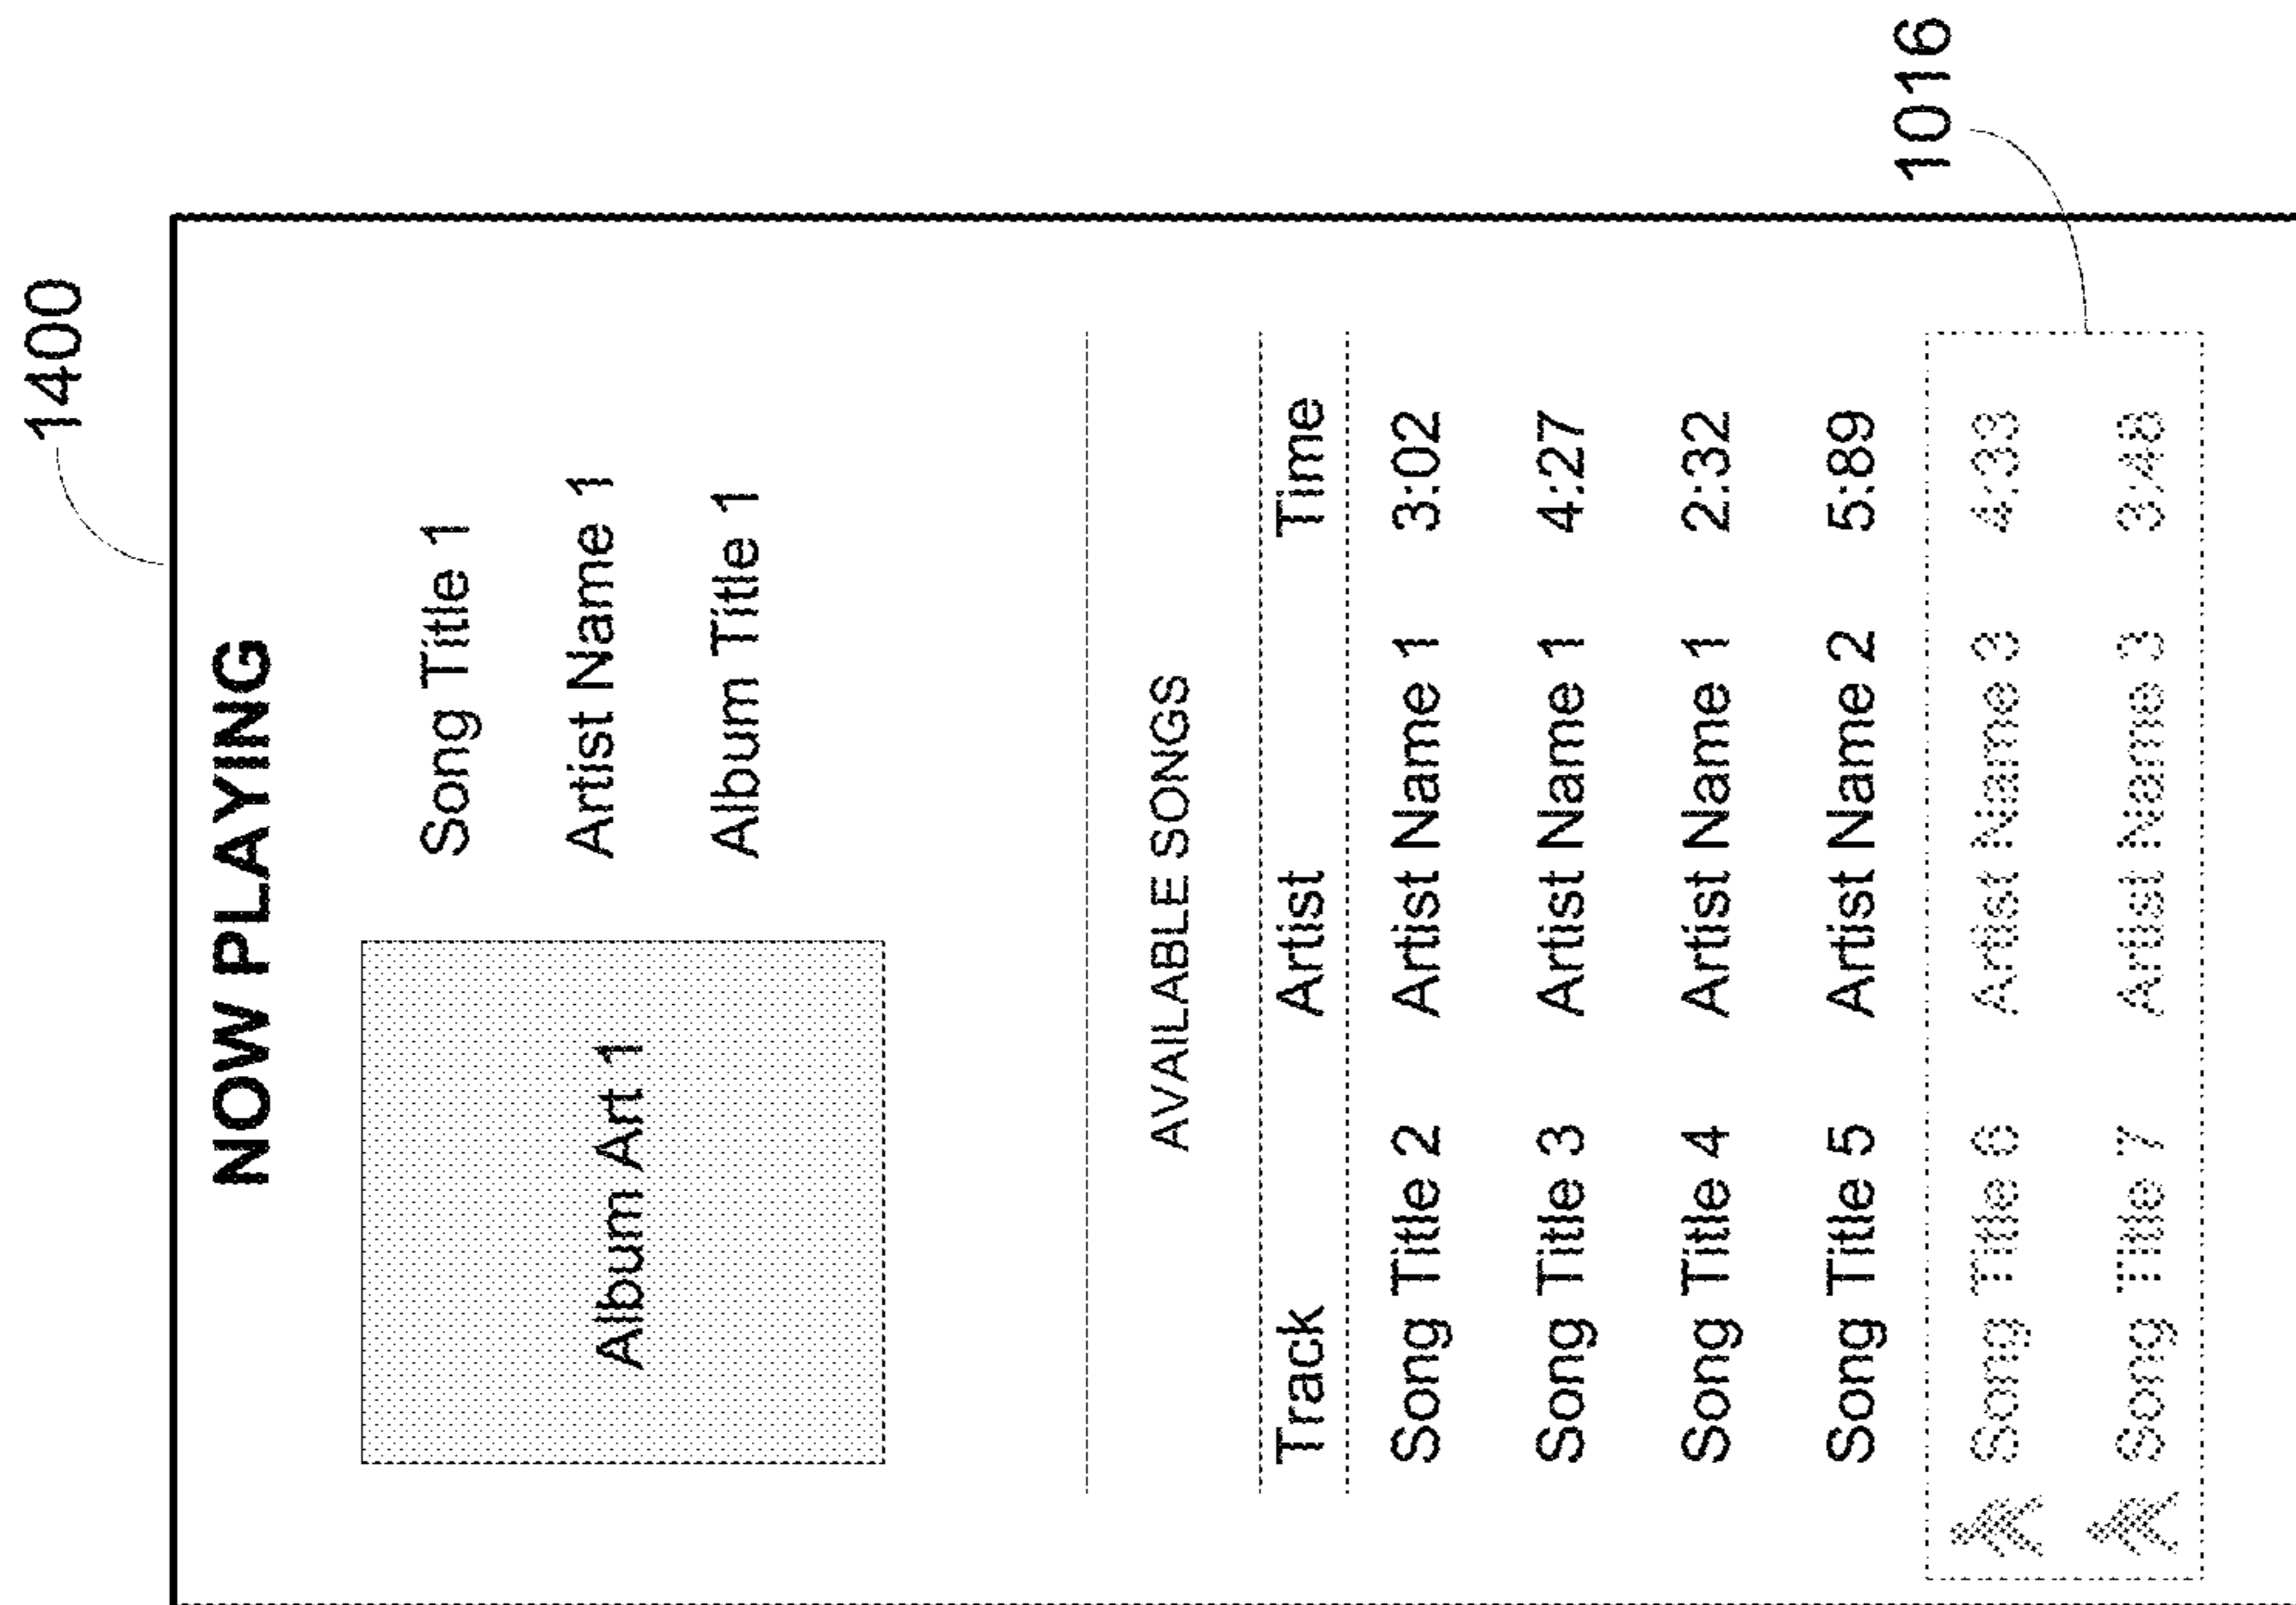 1400
NOW PLAYING
Album Art 1
Song Title 1
Artist Name 1
Album Title 1
AVAILABLE SONGS
Track Artist Time
Song Title 2 Artist Name 1 3:02
Song Title 3 Artist Name 1 4:27
Song Title 4 Artist Name 1 2:32
Song Title 5 Artist Name 2 5:89
Song Title 6 Artist Name 3 4:33
Song Title 7 Artist Name 3 3:48
1016